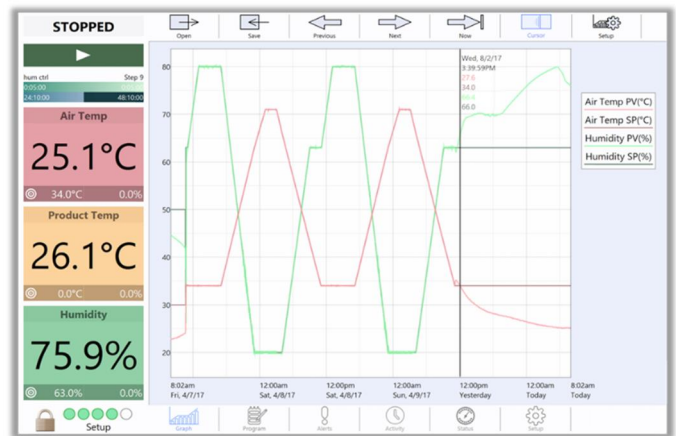 STOPPED
Open
Save
Previous
Next
Now
Cursor
Setup
hum ctrl
Step 9
0:05:00
24:10:00
48:10:00
Air Temp
25.1°C
34.0°C
0.0%
Product Temp
26.1°C
0.0°C
0.0%
Humidity
75.9%
63.0%
0.0%
Setup
80
70
60
50
40
30
20
Wed, 8/2/17
3:39:59PM
27.6
34.0
66.0
Air Temp PV(°C)
Air Temp SP(°C)
Humidity PV(%)
Humidity SP(%)
8:02am
Fri, 4/7/17
12:00am
Sat, 4/8/17
12:00pm
Sat, 4/8/17
12:00am
Sun, 4/9/17
12:00pm
Yesterday
12:00am
Today
8:02am
Today
Graph
Program
Alerts
Activity
Status
Setup